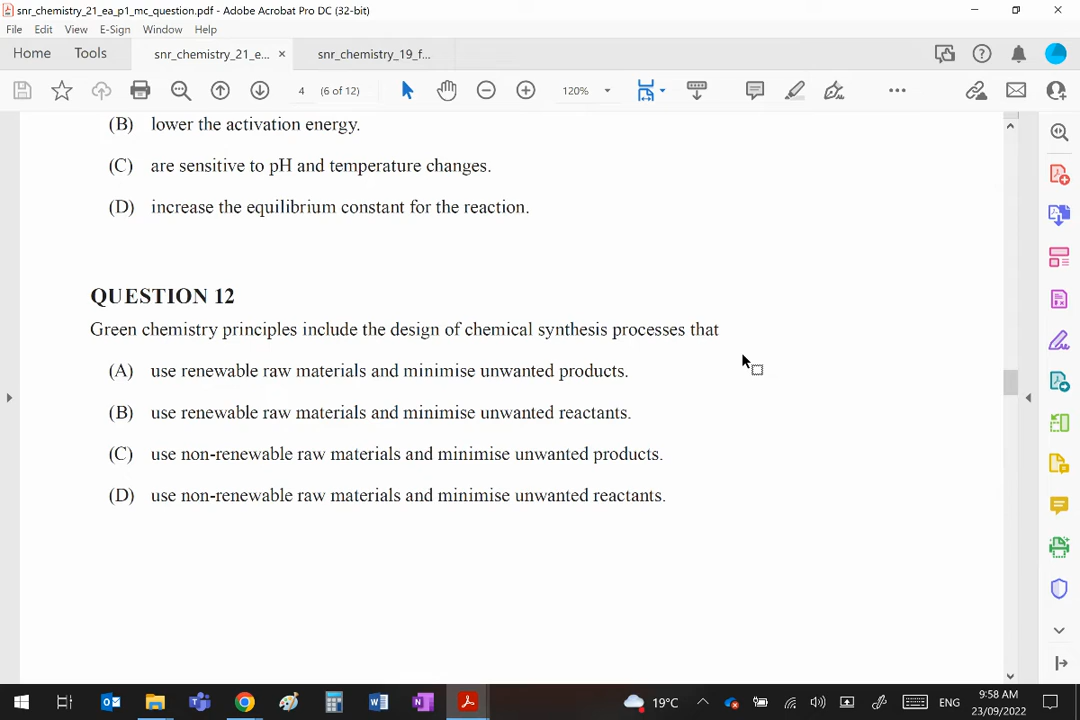 snr_chemistry_21_ea_p1_mc_question.pdf - Adobe Acrobat Pro DC (32-bit)
File Edit View E-Sign Window Help
Home Tools snr_chemistry_21_e... × snr_chemistry_19_f...
4 (6 of 12) 120%
(B) lower the activation energy.
(C) are sensitive to pH and temperature changes.
(D) increase the equilibrium constant for the reaction.
QUESTION 12
Green chemistry principles include the design of chemical synthesis processes that
(A) use renewable raw materials and minimise unwanted products.
(B) use renewable raw materials and minimise unwanted reactants.
(C) use non-renewable raw materials and minimise unwanted products.
(D) use non-renewable raw materials and minimise unwanted reactants.
19°C ENG 9:58 AM
23/09/2022